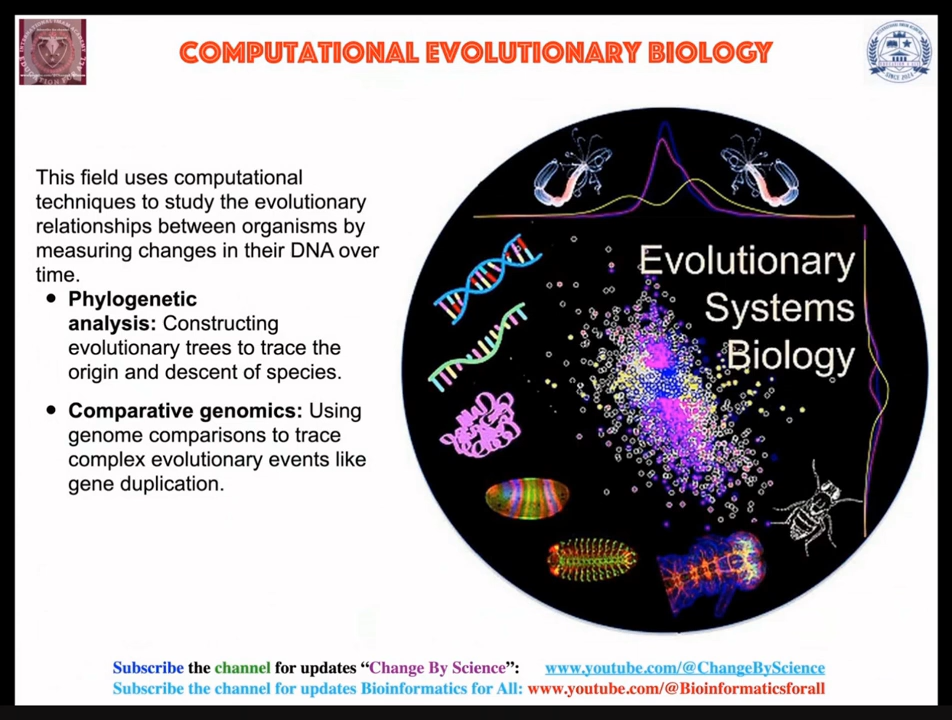 COMPUTATIONAL EVOLUTIONARY BIOLOGY
This field uses computational
techniques to study the evolutionary
relationships between organisms by
measuring changes in their DNA over
time.
• Phylogenetic
analysis: Constructing
evolutionary trees to trace the
origin and descent of species.
• Comparative genomics: Using
genome comparisons to trace
complex evolutionary events like
gene duplication.
Evolutionary
Systems
Biology
Subscribe the channel for updates “Change By Science”: www.youtube.com/@ChangeByScience
Subscribe the channel for updates Bioinformatics for All: www.youtube.com/@Bioinformaticsforall